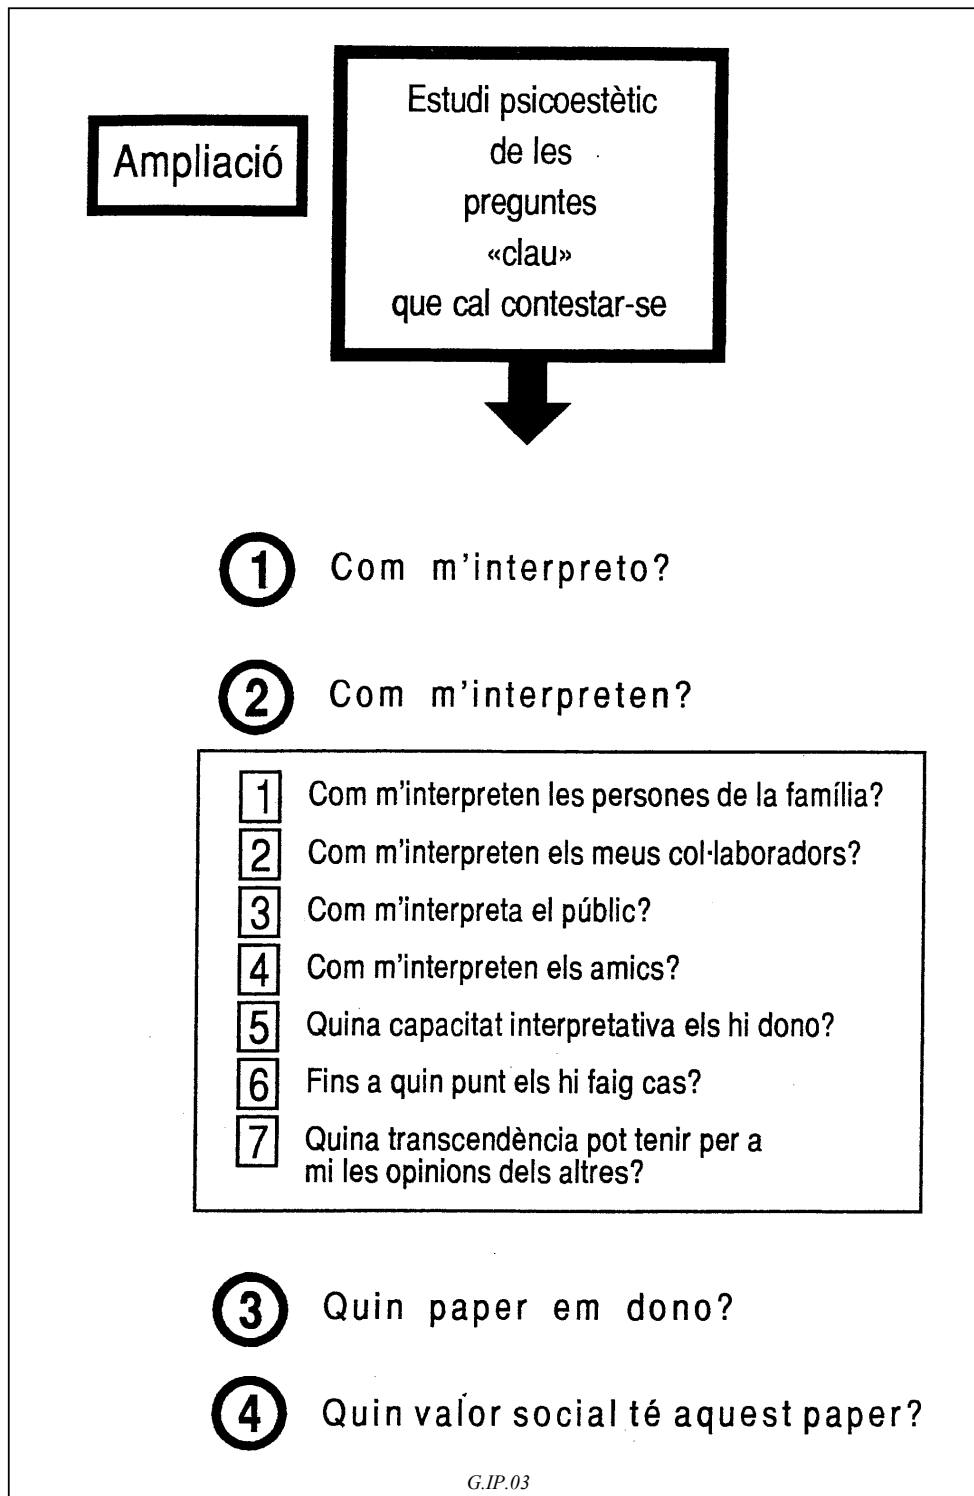 Ampliació
Estudi psicoestètic
de les
preguntes
«clau»
que cal contestar-se
1 Com m'interpreto?
2 Com m'interpreten?
1 Com m'interpreten les persones de la família?
2 Com m'interpreten els meus col·laboradors?
3 Com m'interpreta el públic?
4 Com m'interpreten els amics?
5 Quina capacitat interpretativa els hi dono?
6 Fins a quin punt els hi faig cas?
7 Quina transcendència pot tenir per a
mi les opinions dels altres?
3 Quin paper em dono?
4 Quin valor social té aquest paper?
G.IP.03